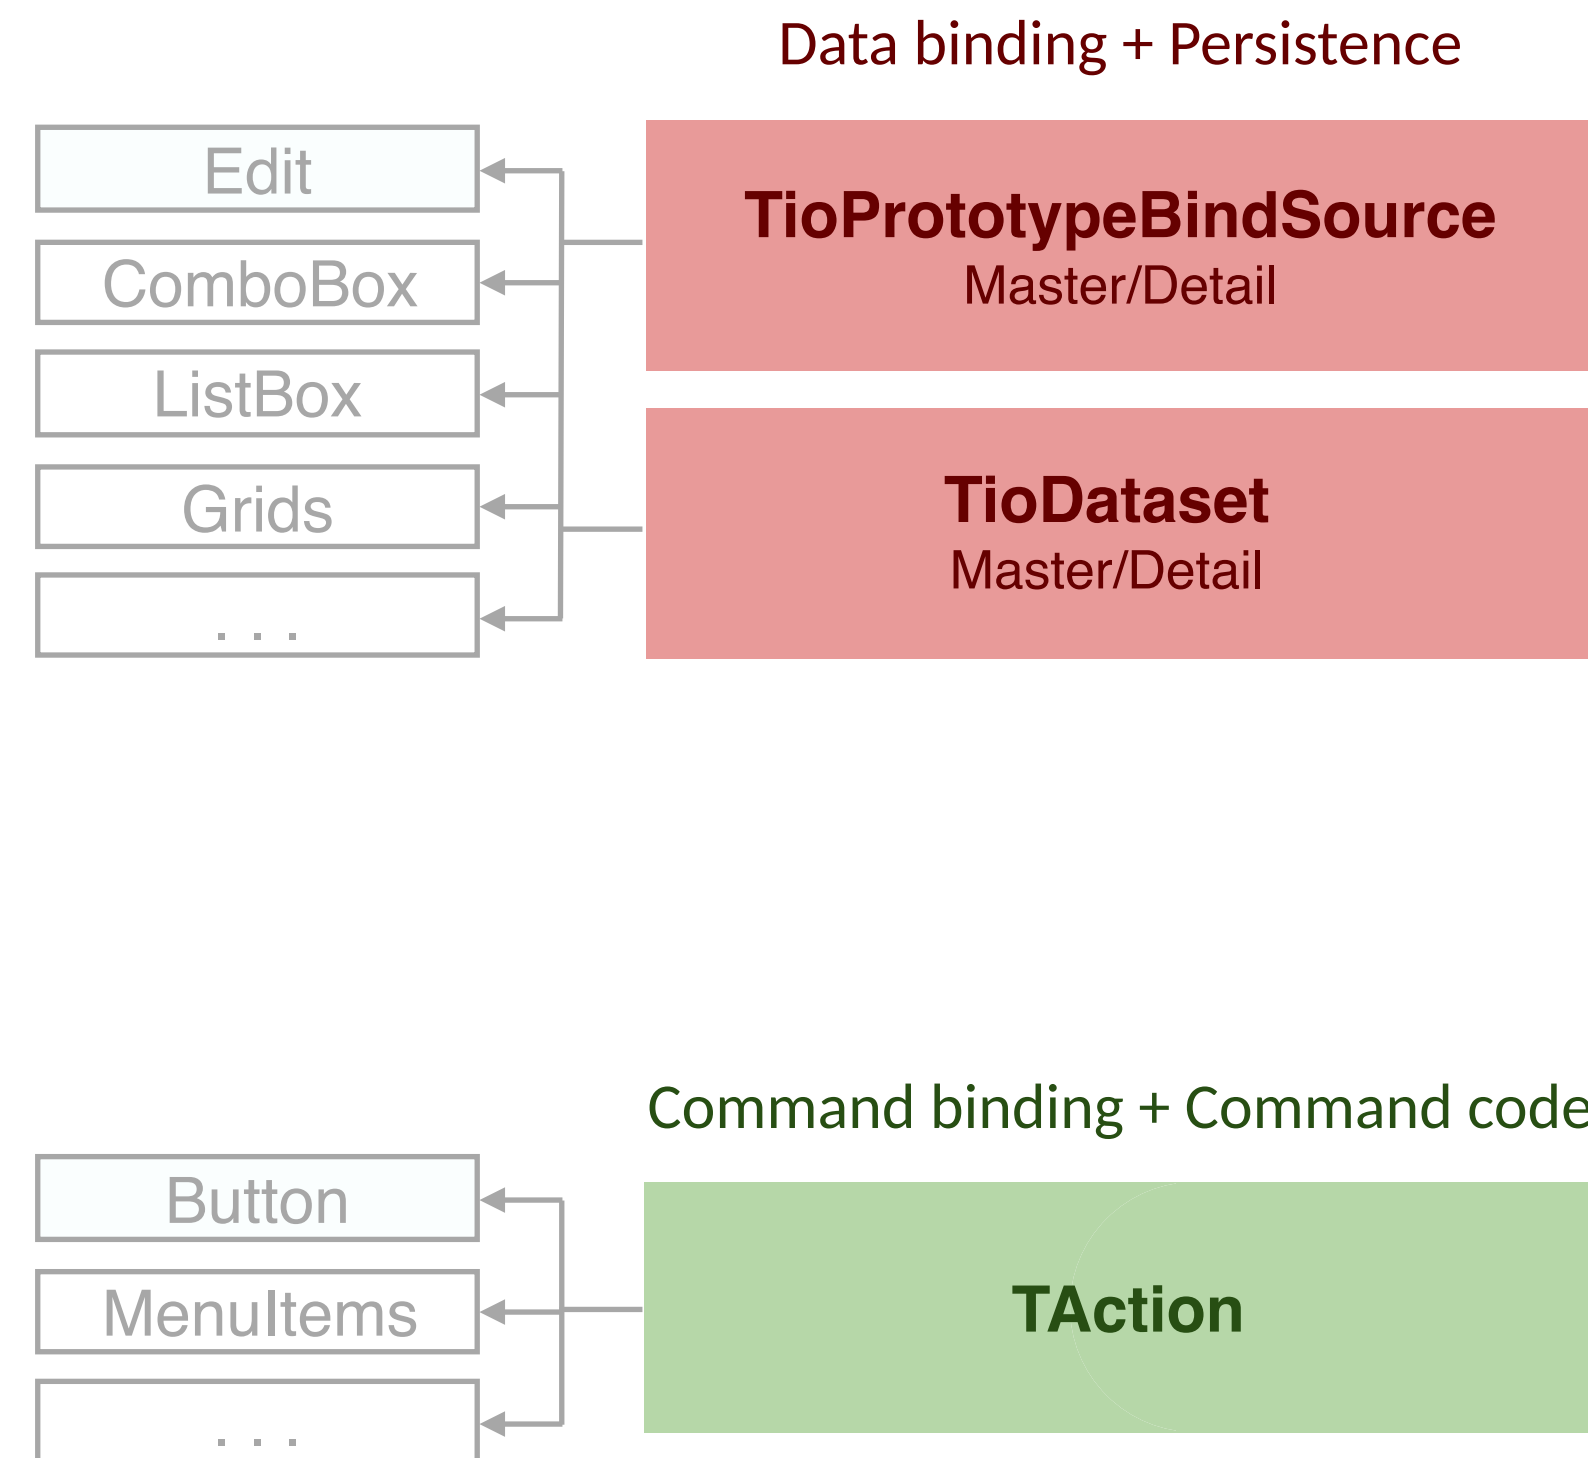 Data binding + Persistence
Edit
ComboBox
ListBox
Grids
. . .
TioPrototypeBindSource
Master/Detail
TioDataset
Master/Detail
Command binding + Command code
Button
MenuItems
. . .
TAction